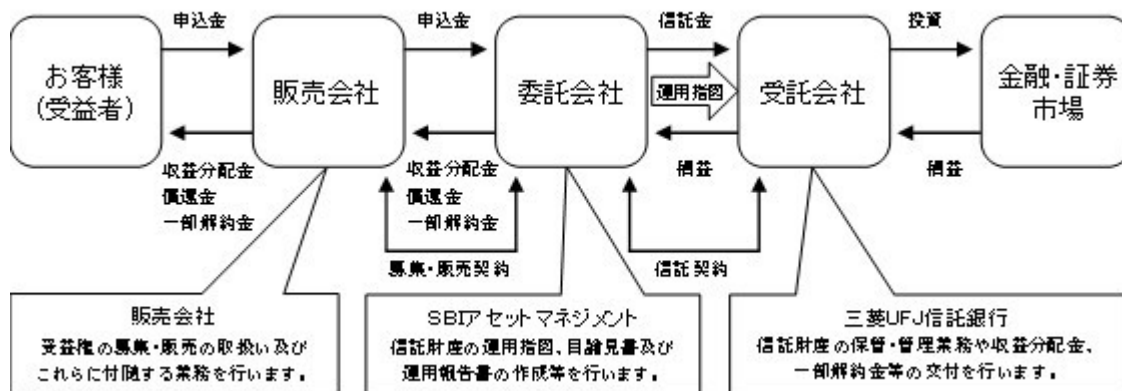 申込金
申込金
信託金
投資
お客様
(受益者)
販売会社
委託会社
運用指図
受託会社
金融・証券
市場
収益分配金
償還金
一部解約金
収益分配金
償還金
一部解約金
損益
損益
募集・販売契約
信託契約
販売会社
受益権の募集・販売の取扱い及び
これらに付随する業務を行います。
SBIアセットマネジメント
信託財産の運用指図、目論見書及び
運用報告書の作成等を行います。
三菱UFJ信託銀行
信託財産の保管・管理業務や収益分配金、
一部解約金等の交付を行います。